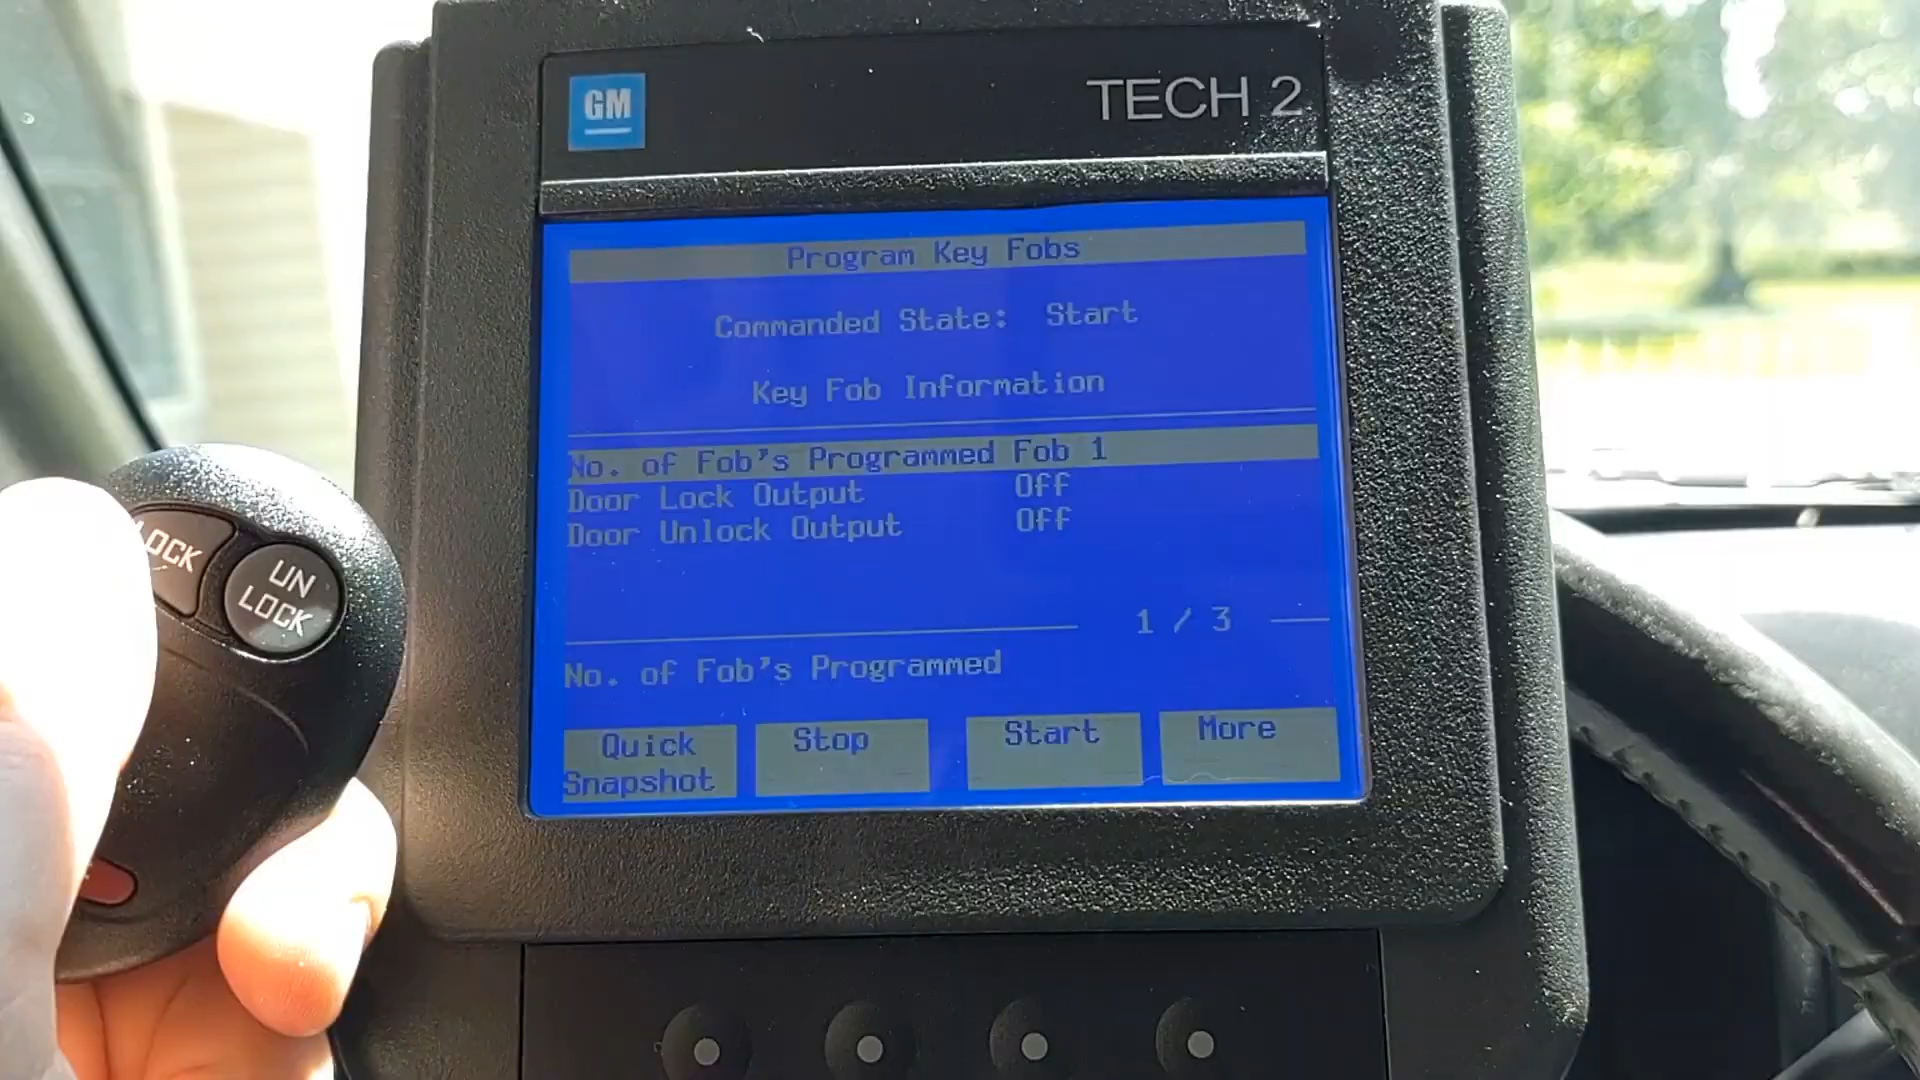 GM
TECH 2
Program Key Fobs
Commanded State: Start
Key Fob Information
No. of Fob's Programmed Fob 1
Door Lock Output Off
Door Unlock Output Off
1 / 3
No. of Fob's Programmed
Quick Snapshot
Stop
Start
More
LOCK
UN
LOCK